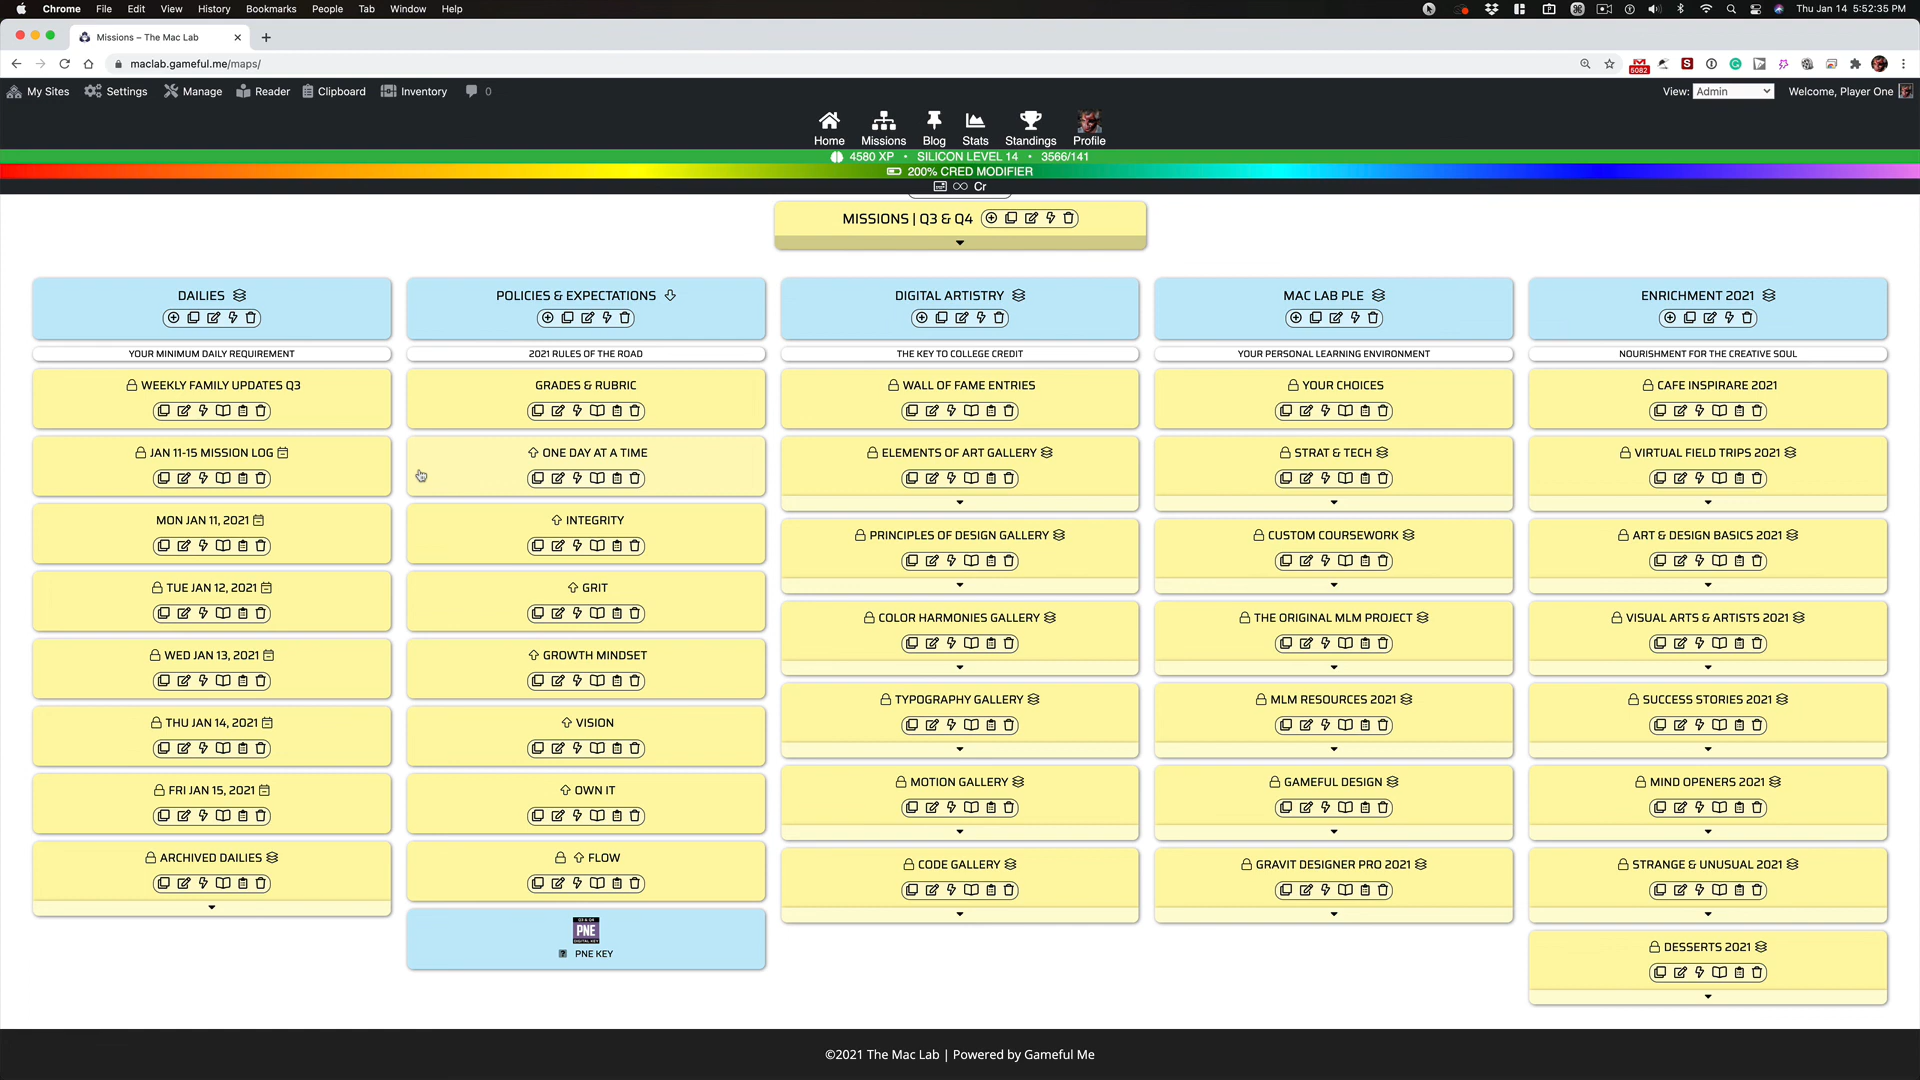 Chrome File Edit View History Bookmarks People Tab Window Help Thu Jan 14 5:52:35 PM
Missions – The Mac Lab
maclab.gameful.me/maps/ 5082
My Sites Settings Manage Reader Clipboard Inventory 0 View: Admin Welcome, Player One
Home Missions Blog Stats Standings Profile
4580 XP • SILICON LEVEL 14 • 3566/141
200% CRED MODIFIER
Cr
MISSIONS | Q3 & Q4
DAILIES POLICIES & EXPECTATIONS DIGITAL ARTISTRY MAC LAB PLE ENRICHMENT 2021
YOUR MINIMUM DAILY REQUIREMENT 2021 RULES OF THE ROAD THE KEY TO COLLEGE CREDIT YOUR PERSONAL LEARNING ENVIRONMENT NOURISHMENT FOR THE CREATIVE SOUL
WEEKLY FAMILY UPDATES Q3 GRADES & RUBRIC WALL OF FAME ENTRIES YOUR CHOICES CAFE INSPIRARE 2021
JAN 11-15 MISSION LOG ONE DAY AT A TIME ELEMENTS OF ART GALLERY STRAT & TECH VIRTUAL FIELD TRIPS 2021
MON JAN 11, 2021 INTEGRITY
PRINCIPLES OF DESIGN GALLERY CUSTOM COURSEWORK ART & DESIGN BASICS 2021
TUE JAN 12, 2021 GRIT
COLOR HARMONIES GALLERY THE ORIGINAL MLM PROJECT VISUAL ARTS & ARTISTS 2021
WED JAN 13, 2021 GROWTH MINDSET
TYPOGRAPHY GALLERY MLM RESOURCES 2021 SUCCESS STORIES 2021
THU JAN 14, 2021 VISION
MOTION GALLERY GAMEFUL DESIGN MIND OPENERS 2021
FRI JAN 15, 2021 OWN IT
ARCHIVED DAILIES FLOW
CODE GALLERY GRAVIT DESIGNER PRO 2021 STRANGE & UNUSUAL 2021
Q3 & Q4
PNE
DIGITAL KEY
PNE KEY
DESSERTS 2021
©2021 The Mac Lab | Powered by Gameful Me